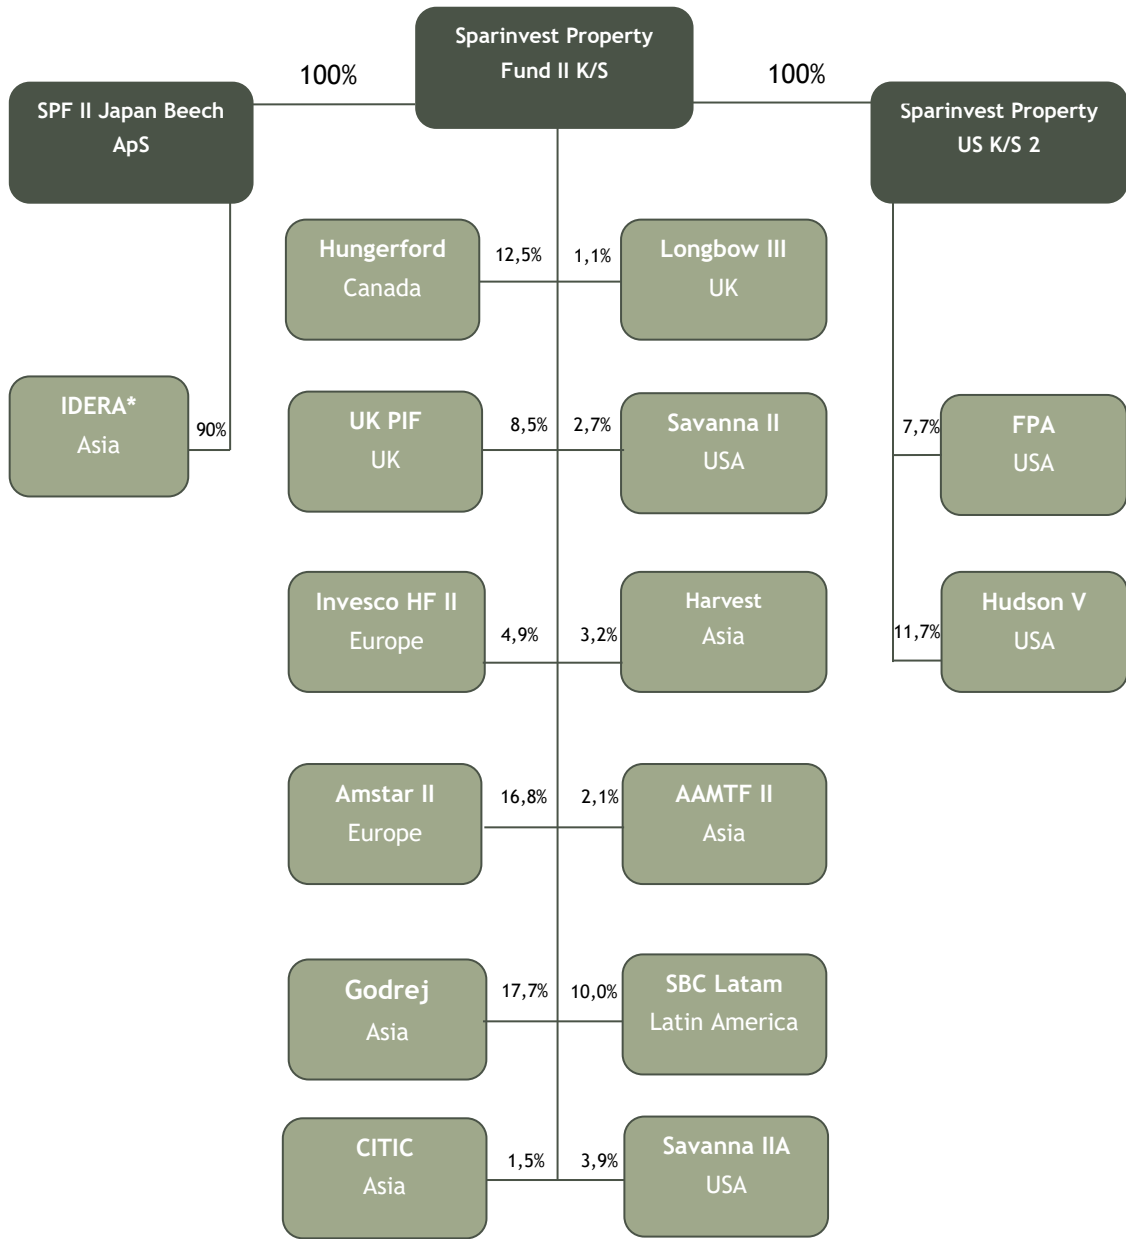 Sparinvest Property
Fund II K/S
100%
100%
SPF II Japan Beech
ApS
Sparinvest Property
US K/S 2
Hungerford
Canada
12,5%
1,1%
Longbow III
UK
IDERA*
Asia
90%
UK PIF
UK
8,5%
2,7%
Savanna II
USA
7,7%
FPA
USA
Invesco HF II
Europe
4,9%
3,2%
Harvest
Asia
11,7%
Hudson V
USA
Amstar II
Europe
16,8%
2,1%
AAMTF II
Asia
Godrej
Asia
17,7%
10,0%
SBC Latam
Latin America
CITIC
Asia
1,5%
3,9%
Savanna IIA
USA